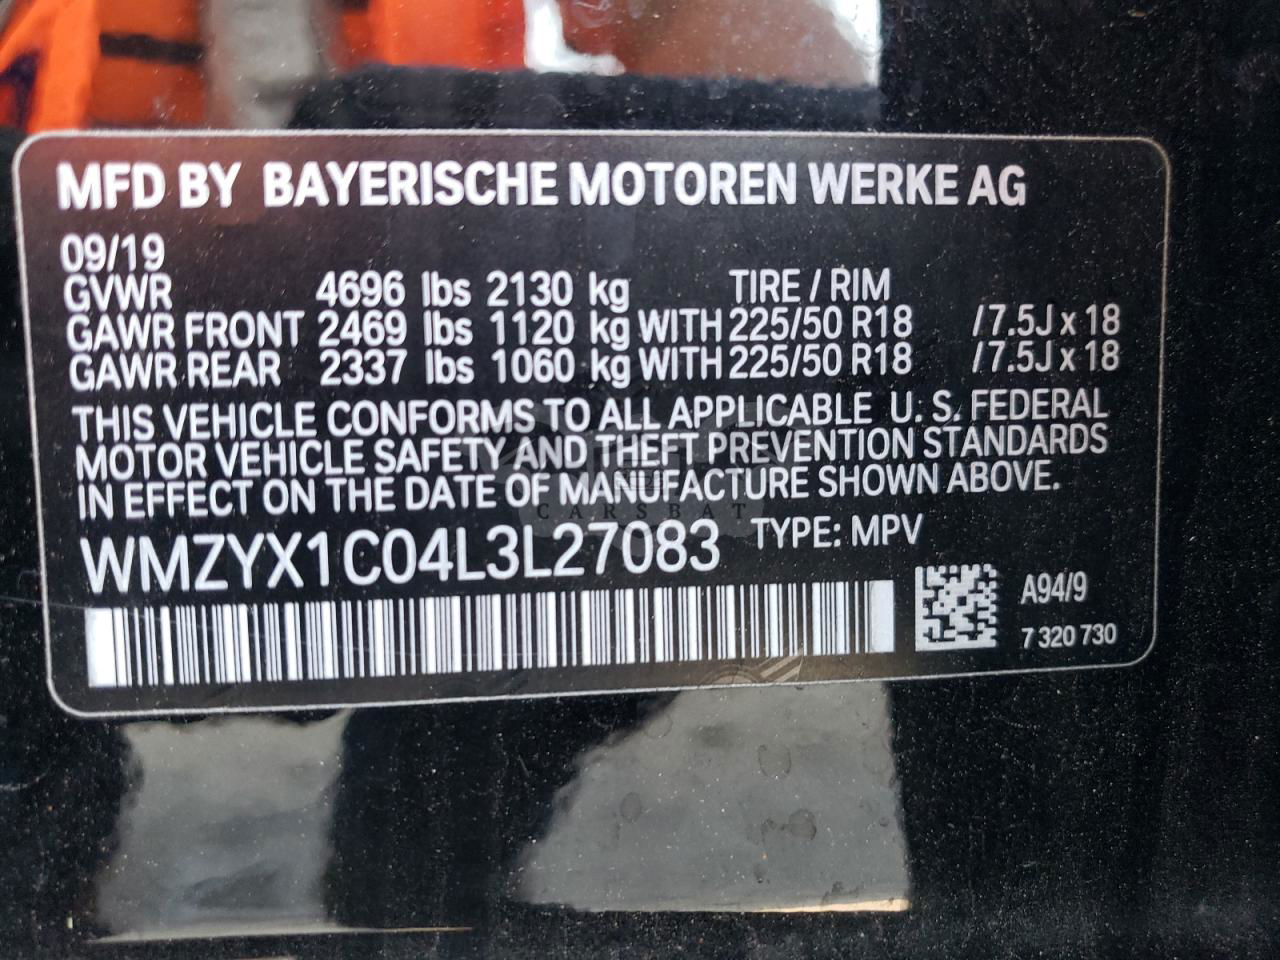 MFD BY BAYERISCHE MOTOREN WERKE AG
09/19
GVWR 4696 lbs 2130 kg TIRE / RIM
GAWR FRONT 2469 lbs 1120 kg WITH 225/50 R18 / 7.5J x 18
GAWR REAR 2337 lbs 1060 kg WITH 225/50 R18 / 7.5J x 18
THIS VEHICLE CONFORMS TO ALL APPLICABLE U. S. FEDERAL
MOTOR VEHICLE SAFETY AND THEFT PREVENTION STANDARDS
IN EFFECT ON THE DATE OF MANUFACTURE SHOWN ABOVE.
CARSBAT
WMZYX1C04L3L27083 TYPE: MPV
A94/9
7 320 730